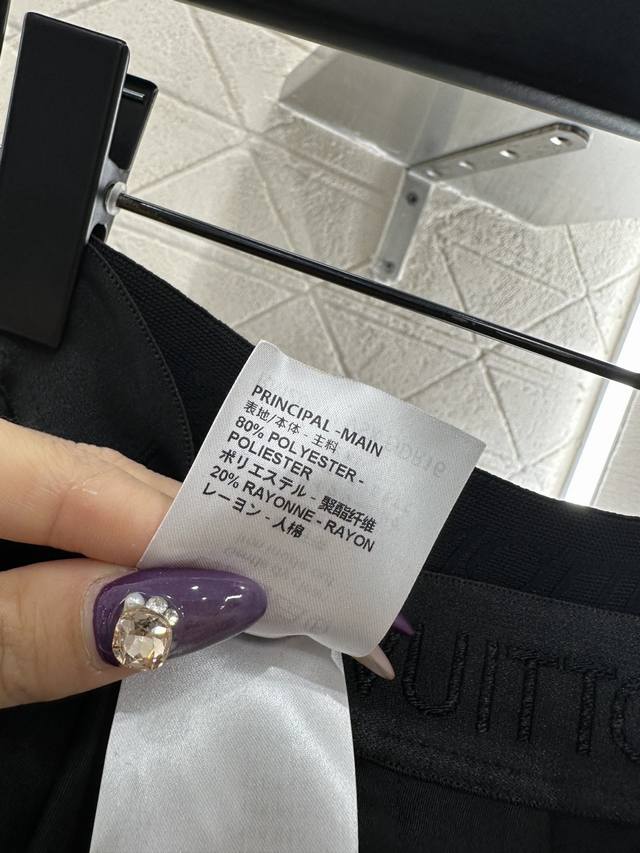 PRINCIPAL - MAIN
表地/本体 - 主料
80% POLYESTER -
POLIESTER
ポリエステル - 聚酯纤维
20% RAYONNE - RAYON
レーヨン - 人棉
VUITTO